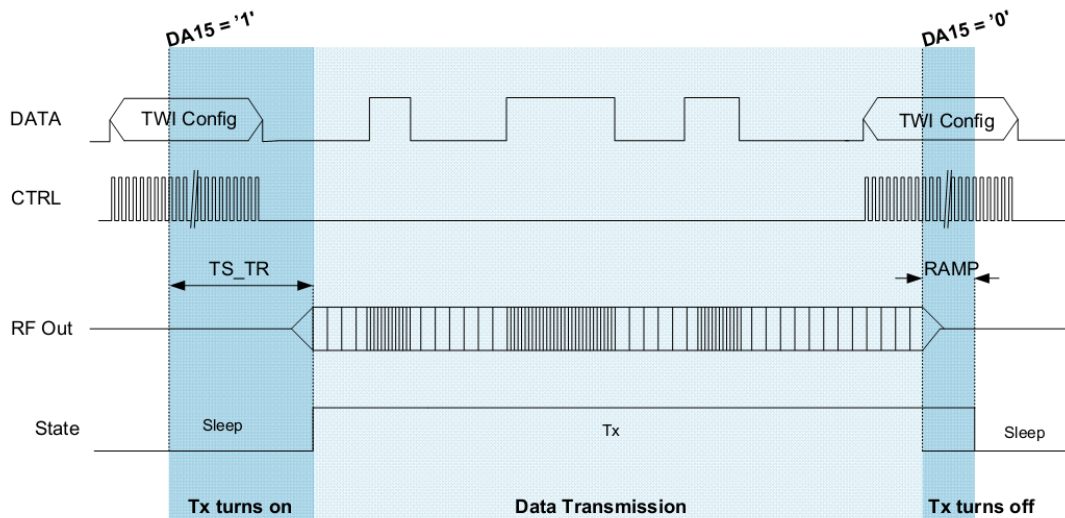 DA15 = '1'
DA15 = '0'
DATA
TWI Config
TWI Config
CTRL
TS_TR
RAMP
RF Out
State
Sleep
Tx
Sleep
Tx turns on
Data Transmission
Tx turns off